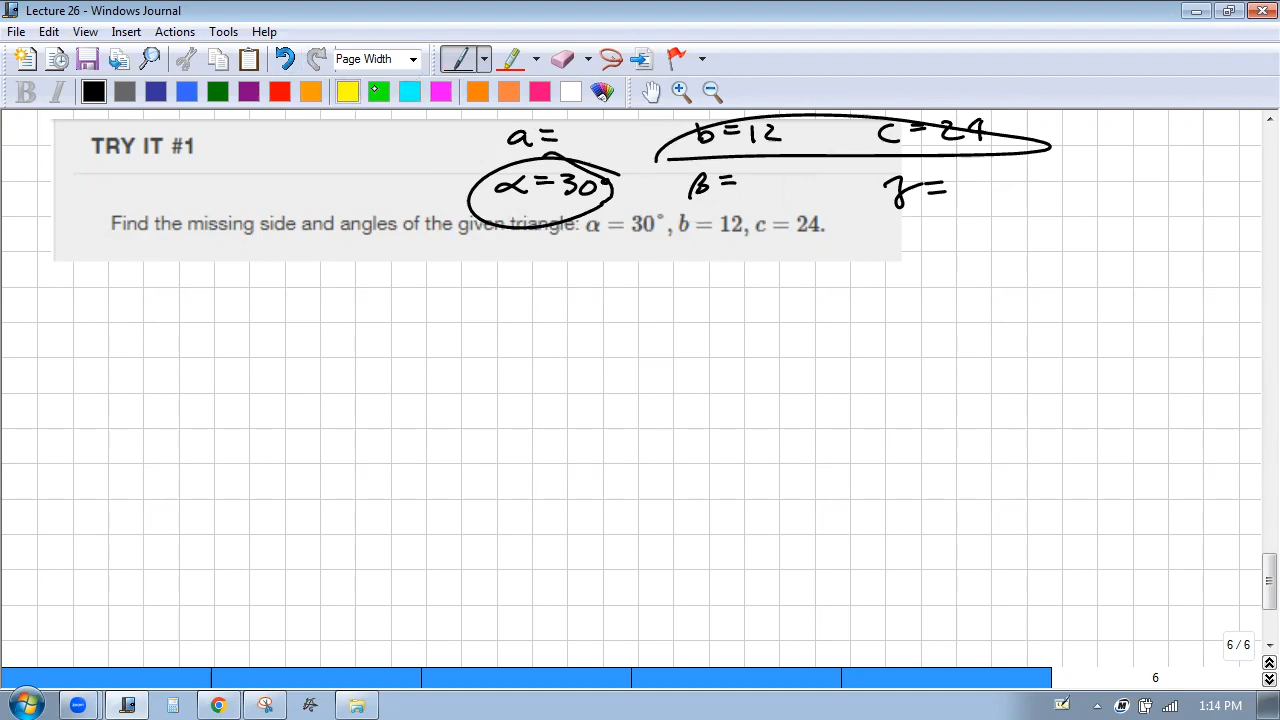 Lecture 26 - Windows Journal
File Edit View Insert Actions Tools Help
Page Width
B I
TRY IT #1
a = b = 12 c = 24
α = 30° β = γ =
Find the missing side and angles of the given triangle: α = 30°, b = 12, c = 24.
6 / 6
6
1:14 PM